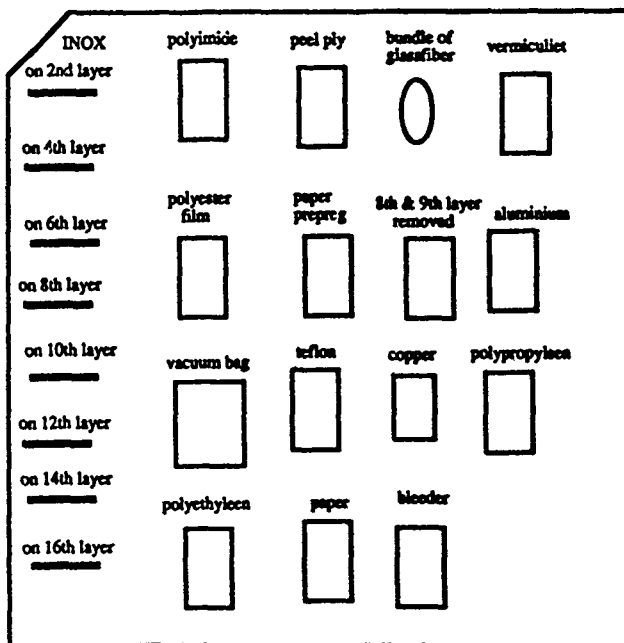 INOX
on 2nd layer
on 4th layer
on 6th layer
on 8th layer
on 10th layer
on 12th layer
on 14th layer
on 16th layer
polyimide
peel ply
bundle of
glassfiber
vermiculiet
polyester
film
paper
prepreg
8th & 9th layer
removed
aluminium
vacuum bag
teflon
copper
polypropyleen
polyethyleen
paper
bleeder